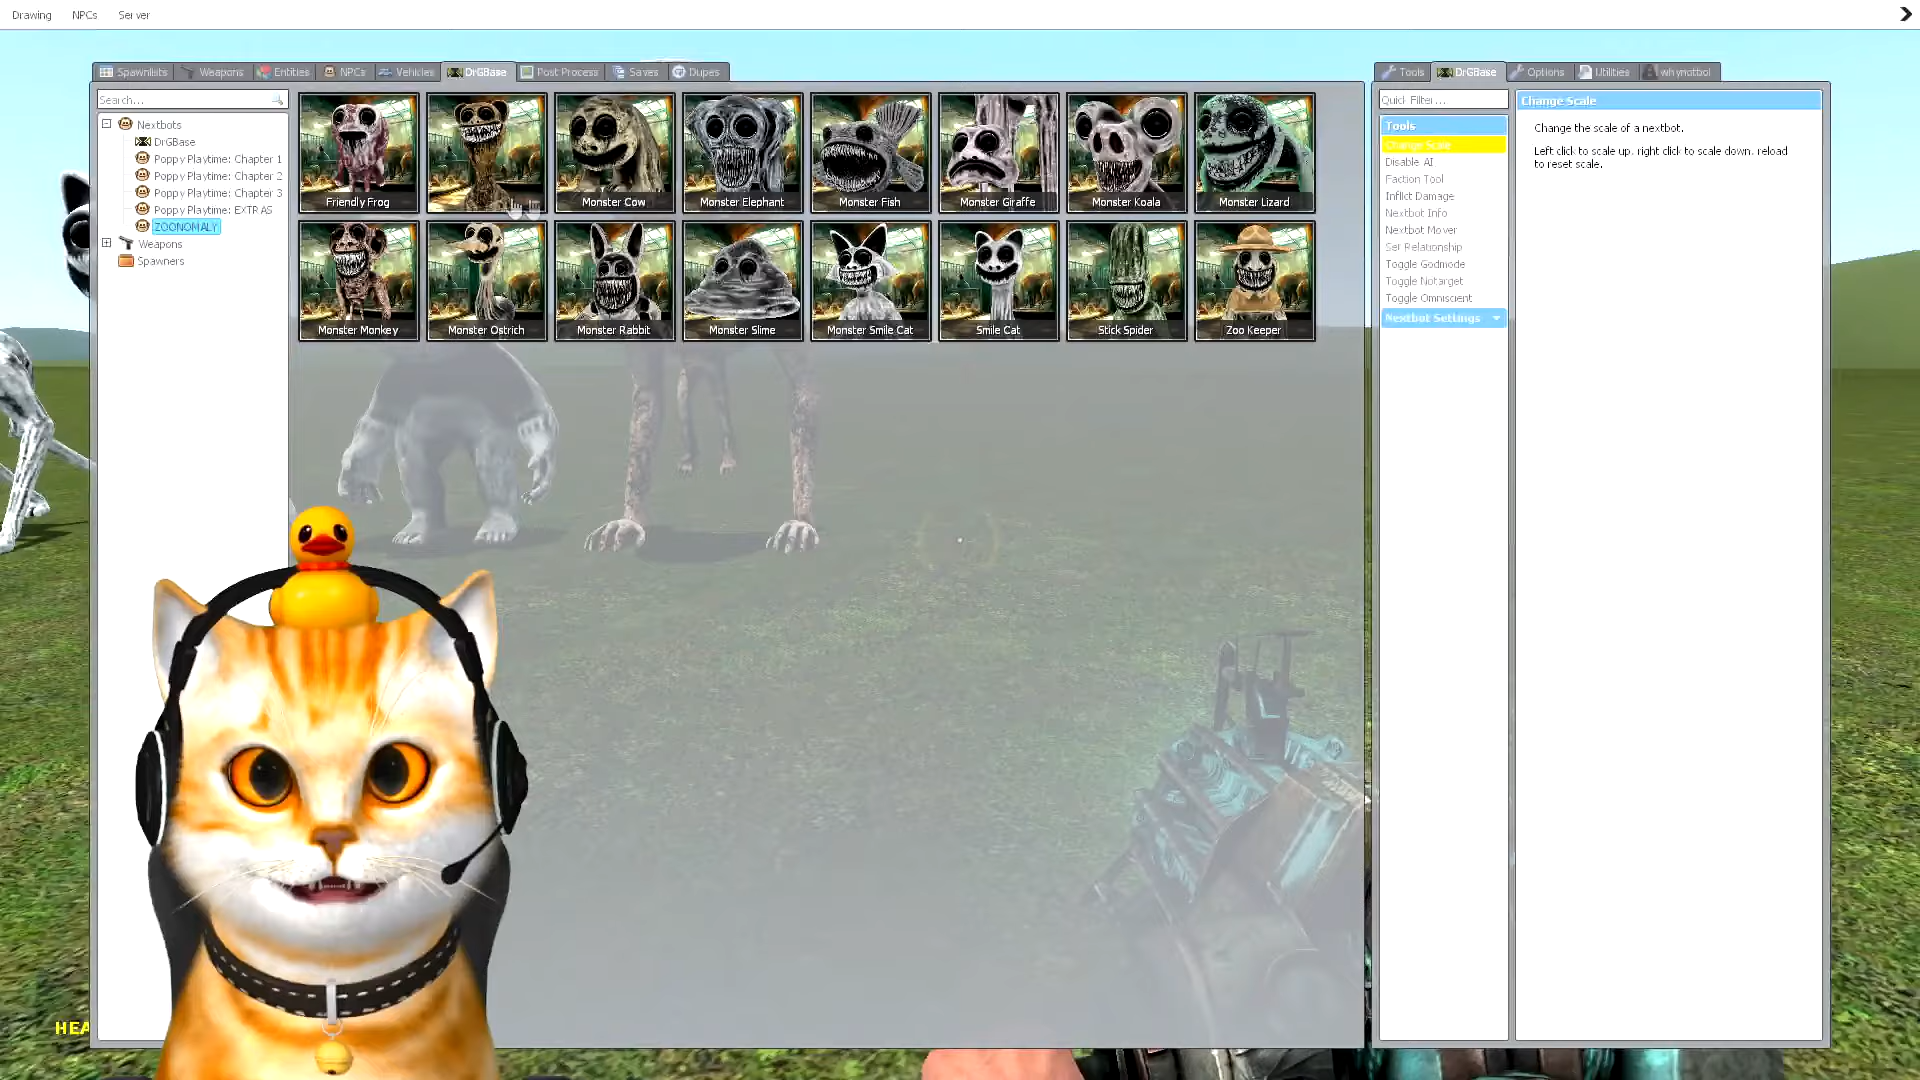 Drawing NPCs Server
Spawnlists Weapons Entities NPCs Vehicles DrGBase Post Process Saves Dupes
Search...
Nextbots
DrGBase
Poppy Playtime: Chapter 1
Poppy Playtime: Chapter 2
Poppy Playtime: Chapter 3
Poppy Playtime: EXTRAS
ZOONOMALY
Weapons
Spawners
Friendly Frog Monster Cow Monster Elephant Monster Fish Monster Giraffe Monster Koala Monster Lizard
Monster Monkey Monster Ostrich Monster Rabbit Monster Slime Monster Smile Cat Smile Cat Stick Spider Zoo Keeper
Tools DrGBase Options Utilities whynotboi
Quick Filter...
Tools
Change Scale
Disable AI
Faction Tool
Inflict Damage
Nextbot Info
Nextbot Mover
Set Relationship
Toggle Godmode
Toggle Notarget
Toggle Omniscient
Nextbot Settings
Change Scale
Change the scale of a nextbot.
Left click to scale up, right click to scale down, reload
to reset scale.
HEA